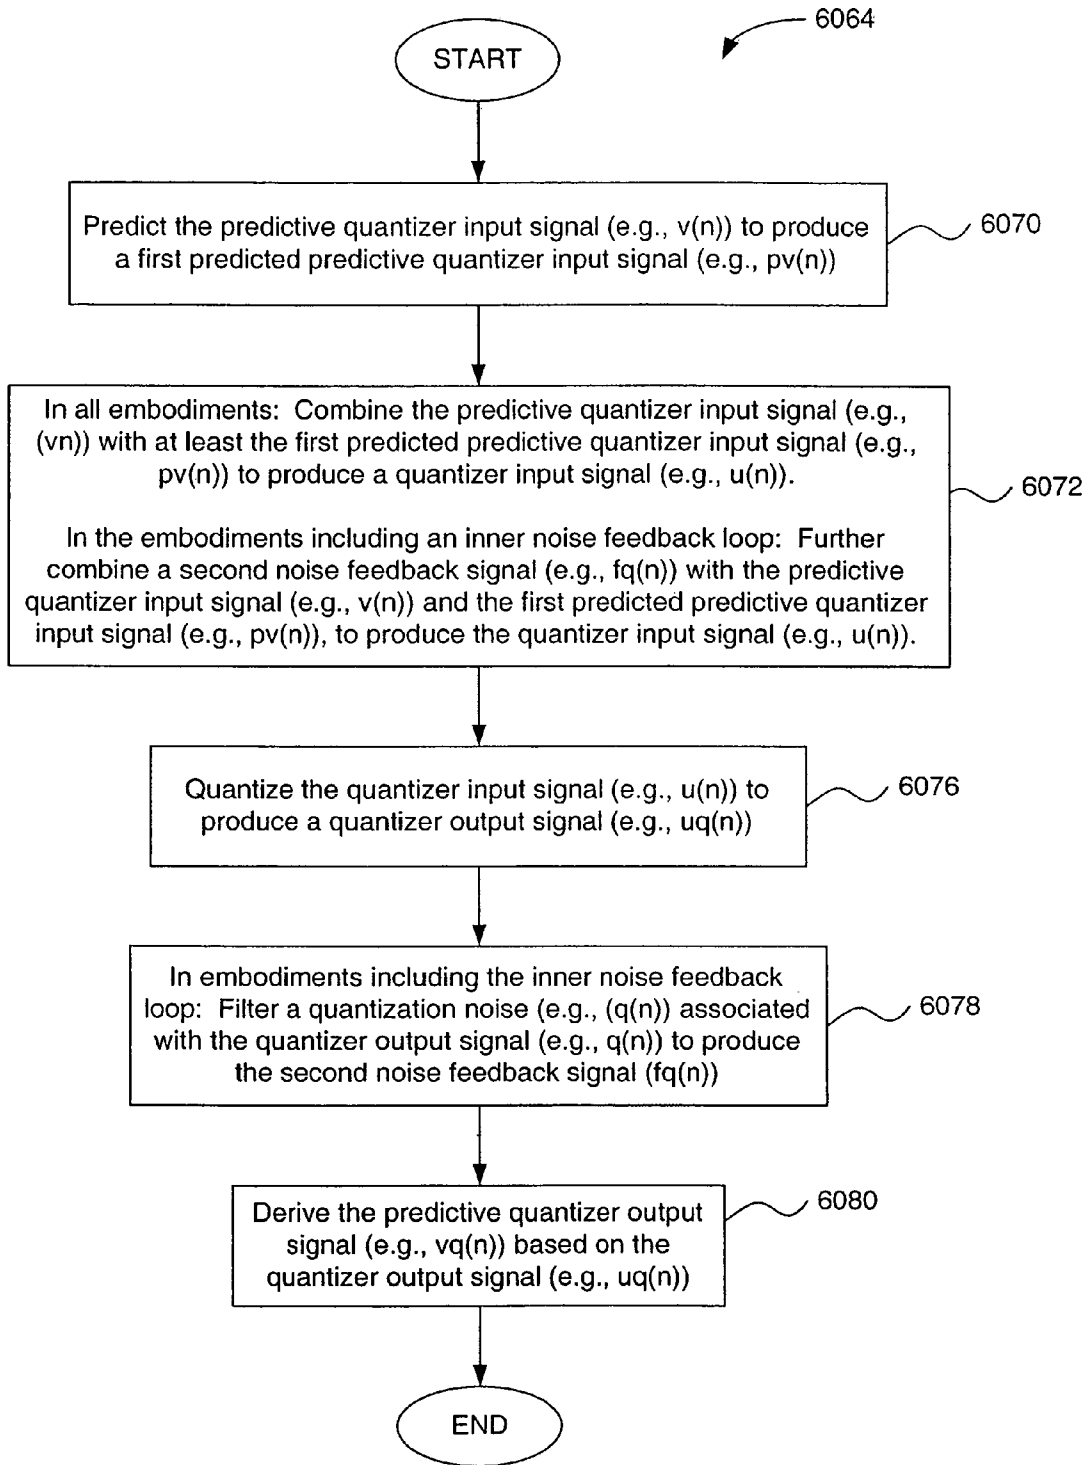 6064
START
Predict the predictive quantizer input signal (e.g., v(n)) to produce
a first predicted predictive quantizer input signal (e.g., pv(n))
6070
In all embodiments: Combine the predictive quantizer input signal (e.g.,
(vn)) with at least the first predicted predictive quantizer input signal (e.g.,
pv(n)) to produce a quantizer input signal (e.g., u(n)).
In the embodiments including an inner noise feedback loop: Further
combine a second noise feedback signal (e.g., fq(n)) with the predictive
quantizer input signal (e.g., v(n)) and the first predicted predictive quantizer
input signal (e.g., pv(n)), to produce the quantizer input signal (e.g., u(n)).
6072
Quantize the quantizer input signal (e.g., u(n)) to
produce a quantizer output signal (e.g., uq(n))
6076
In embodiments including the inner noise feedback
loop: Filter a quantization noise (e.g., (q(n)) associated
with the quantizer output signal (e.g., q(n)) to produce
the second noise feedback signal (fq(n))
6078
Derive the predictive quantizer output
signal (e.g., vq(n)) based on the
quantizer output signal (e.g., uq(n))
6080
END